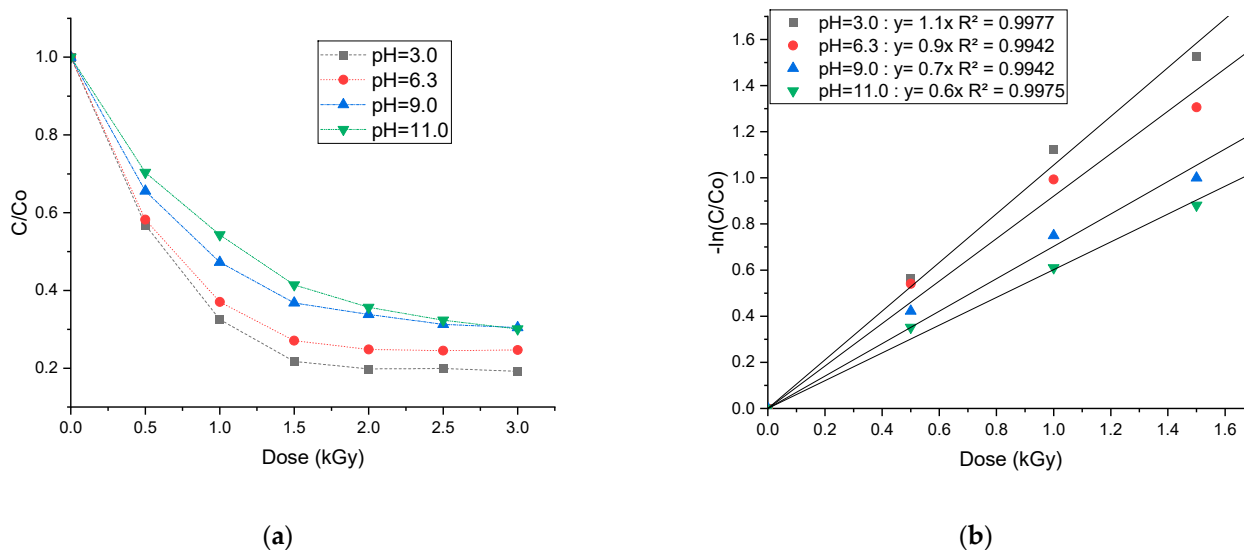 1.0
0.8
0.6
0.4
0.2
C/Co
pH=3.0
pH=6.3
pH=9.0
pH=11.0
0.0 0.5 1.0 1.5 2.0 2.5 3.0
Dose (kGy)
(a)
1.6
1.4
1.2
1.0
0.8
0.6
0.4
0.2
0.0
-ln(C/Co)
pH=3.0 : y= 1.1x R² = 0.9977
pH=6.3 : y= 0.9x R² = 0.9942
pH=9.0 : y= 0.7x R² = 0.9942
pH=11.0 : y= 0.6x R² = 0.9975
0.0 0.2 0.4 0.6 0.8 1.0 1.2 1.4 1.6
Dose (kGy)
(b)